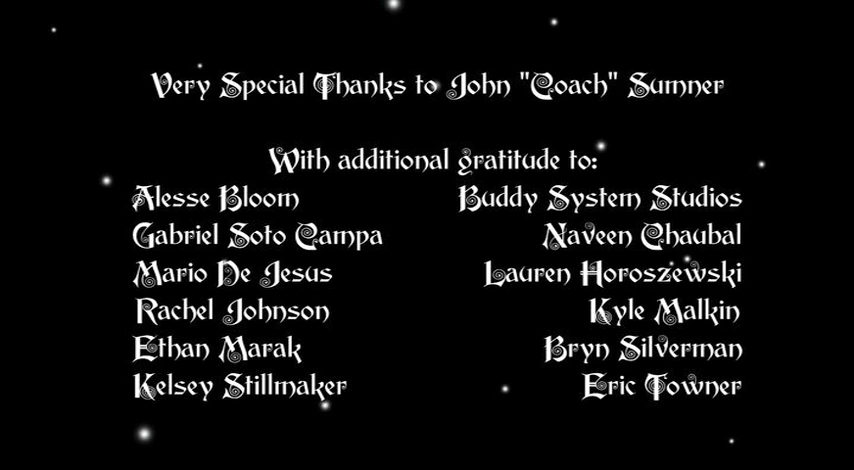 Very Special Thanks to John "Coach" Sumner
With additional gratitude to:
Alesse Bloom Buddy System Studios
Gabriel Soto Campa Naveen Chaubal
Mario De Jesus Lauren Horoszewski
Rachel Johnson Kyle Malkin
Ethan Marak Bryn Silverman
Kelsey Stillmaker Eric Towner